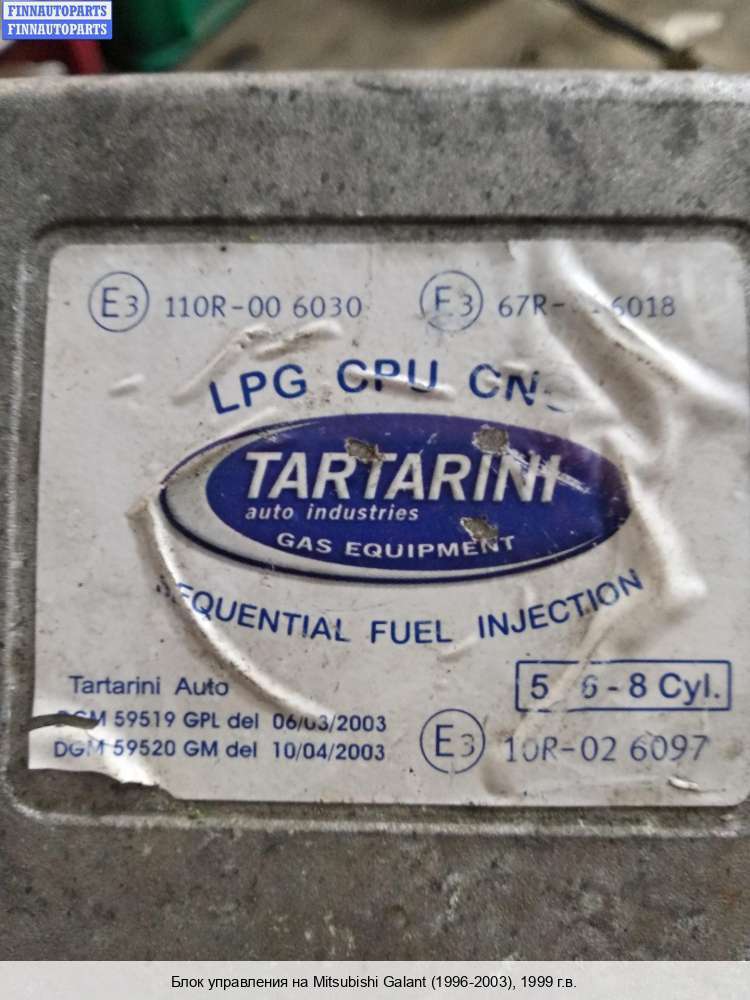 FINNAUTOPARTS
FINNAUTOPARTS
E3 110R-00 6030 E3 67R- 6018
LPG CPU
TARTARINI
auto industries
GAS EQUIPMENT
FUEL INJECTION
Tartarini Auto
5 6 - 8 Cyl.
59519 GPL del 06/03/2003
DGM 59520 GM del 10/04/2003
E3 10R-02 6097
Блок управления на Mitsubishi Galant (1996-2003), 1999 г.в.